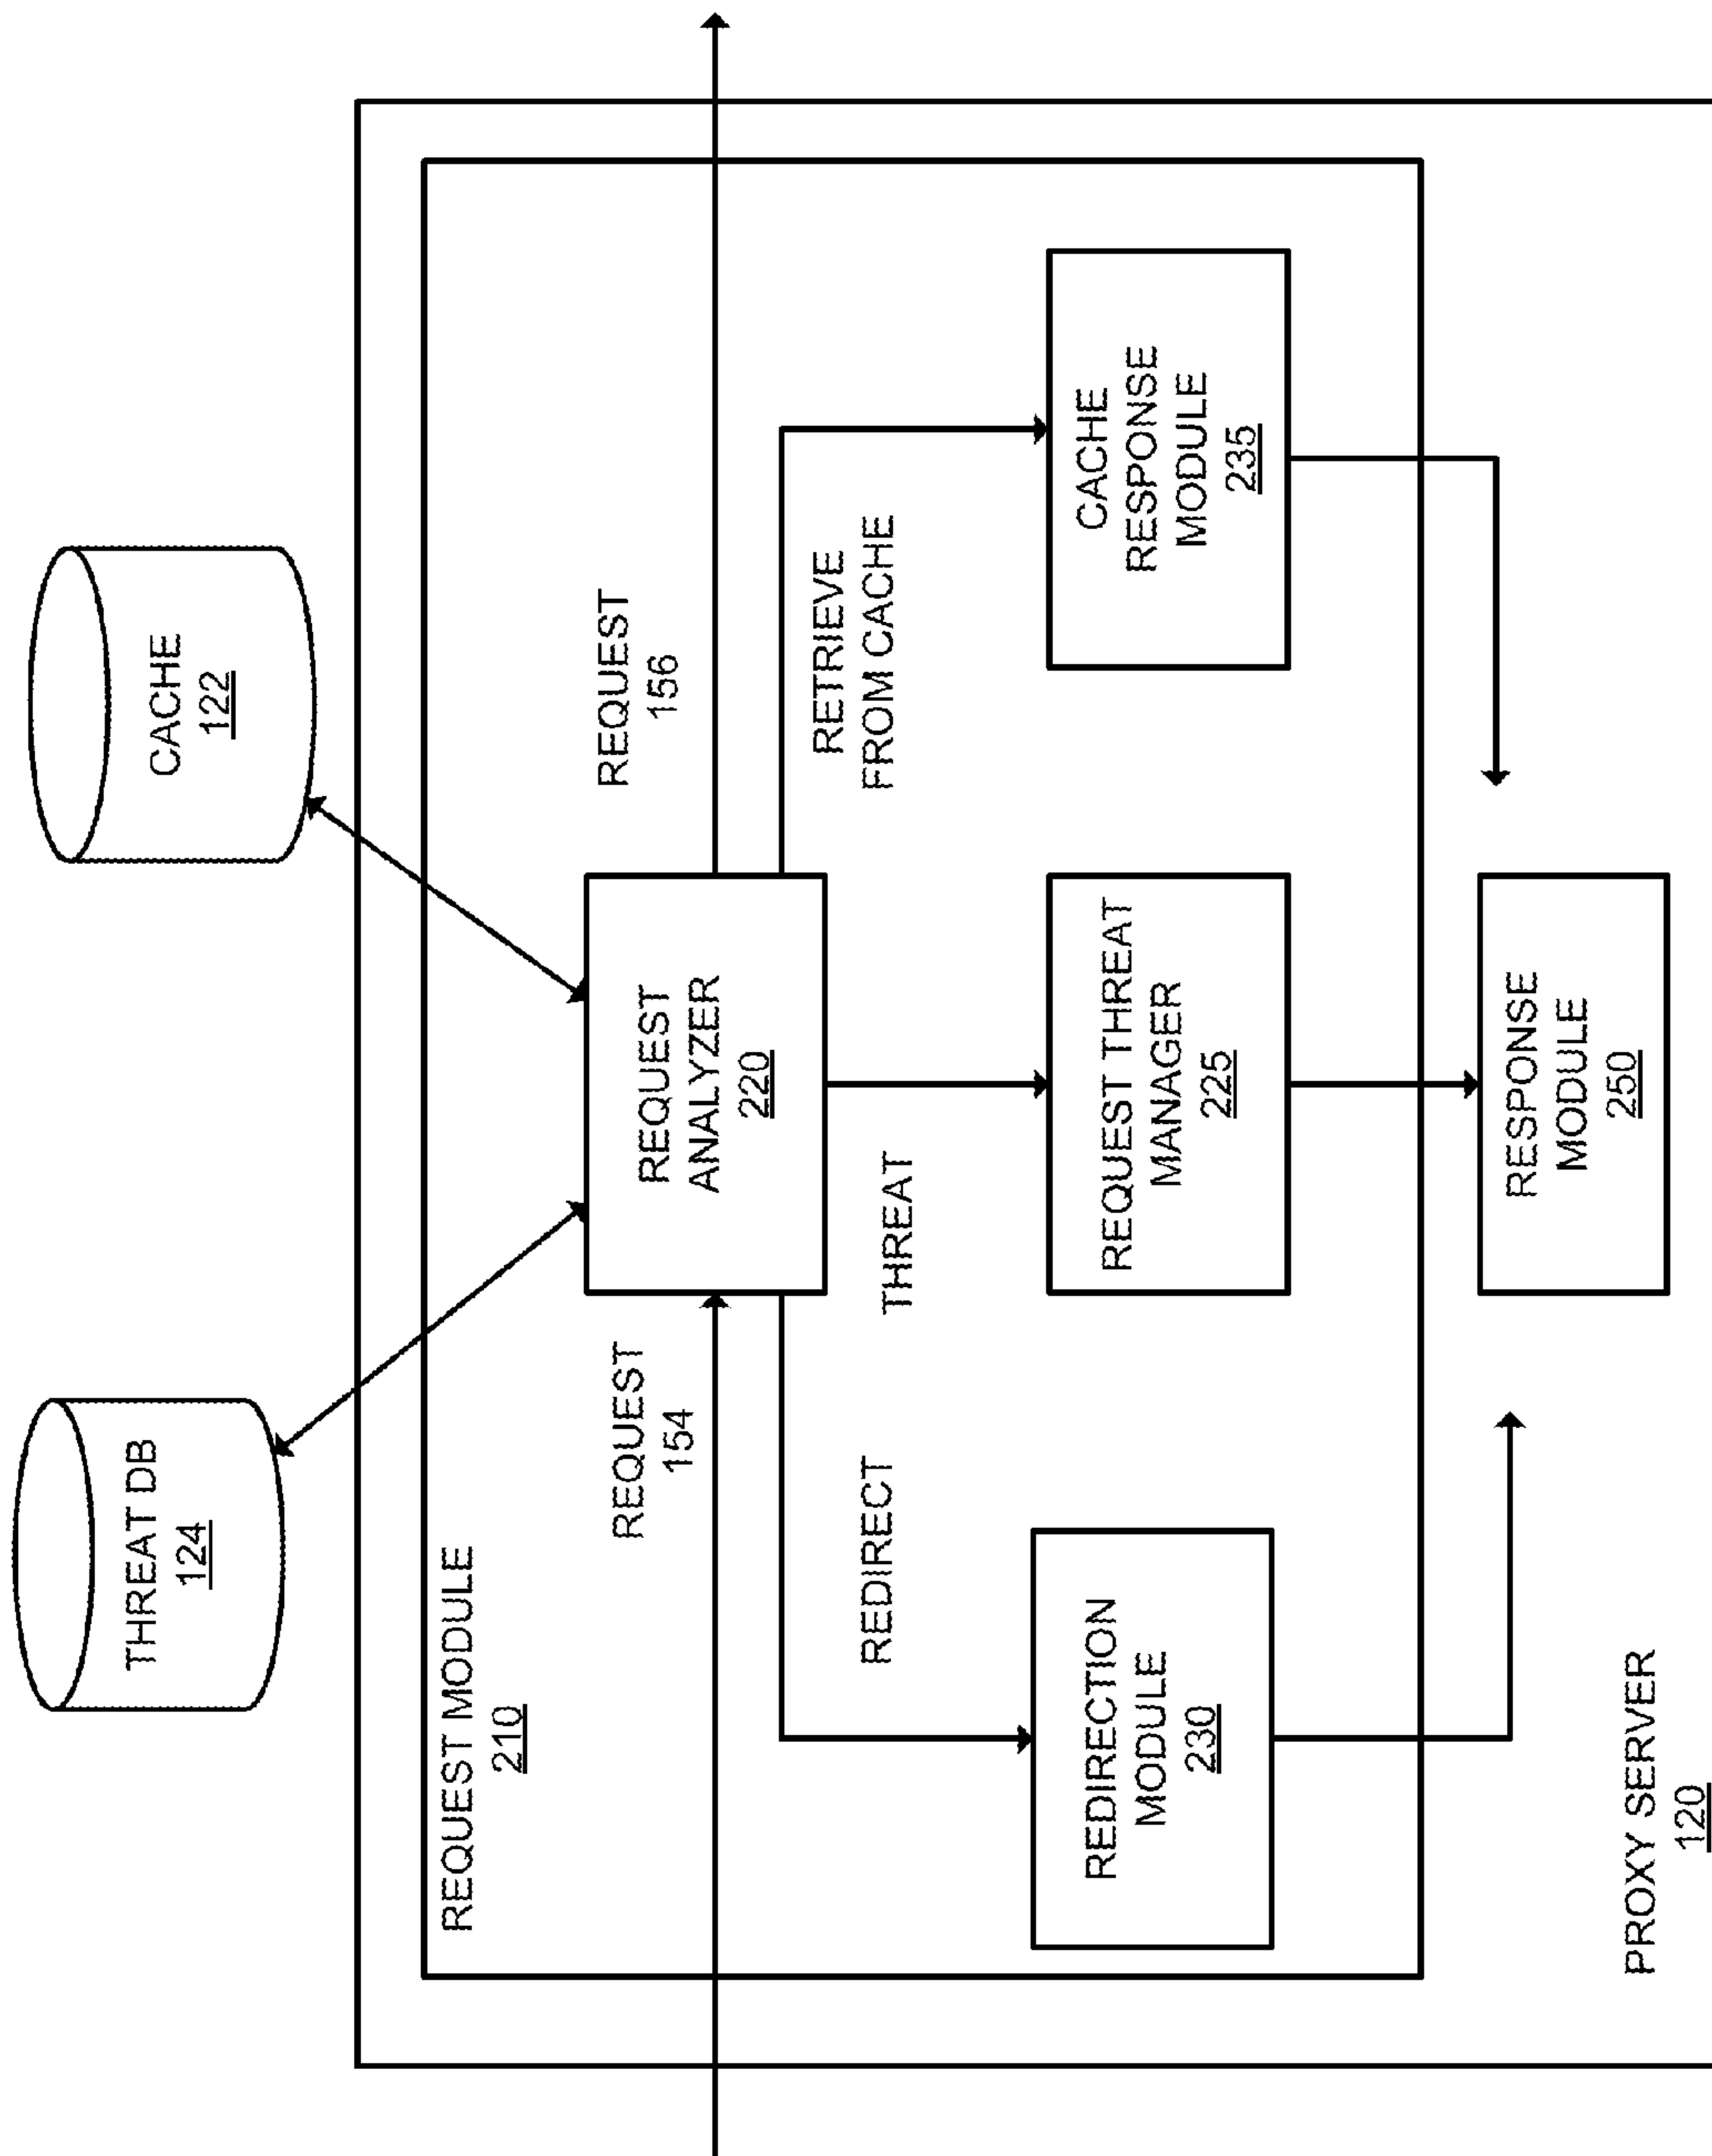 THREAT DB
124
CACHE
122
REQUEST MODULE
210
REQUEST
154
REQUEST
156
REQUEST
ANALYZER
220
REDIRECT
THREAT
RETRIEVE
FROM CACHE
REDIRECTION
MODULE
230
REQUEST THREAT
MANAGER
225
CACHE
RESPONSE
MODULE
235
RESPONSE
MODULE
250
PROXY SERVER
120